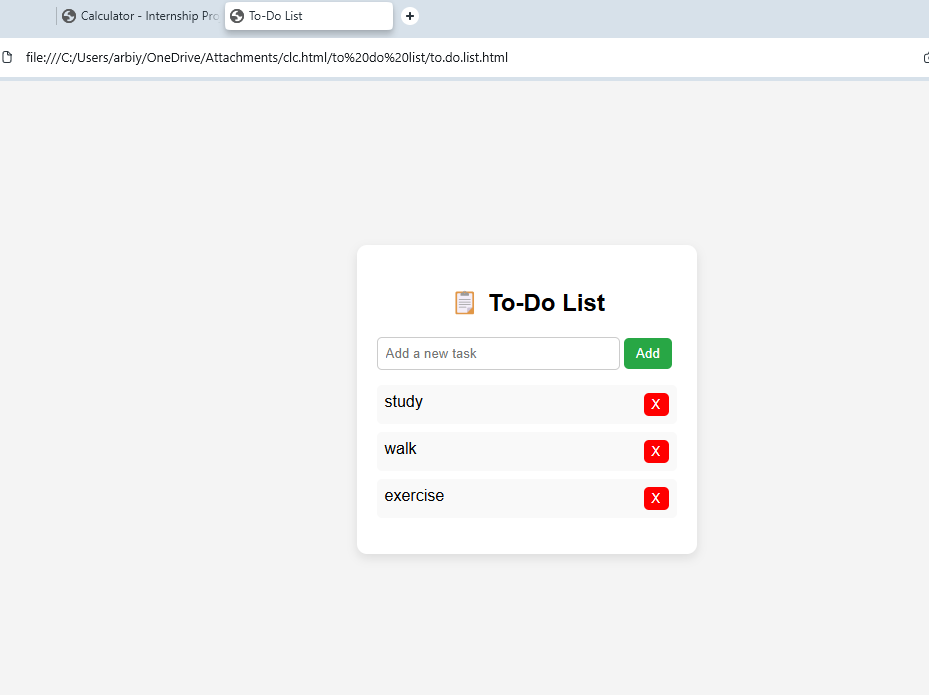 Calculator - Internship Pro
To-Do List
file:///C:/Users/arbiy/OneDrive/Attachments/clc.html/to%20do%20list/to.do.list.html
To-Do List
Add a new task
Add
study X
walk X
exercise X